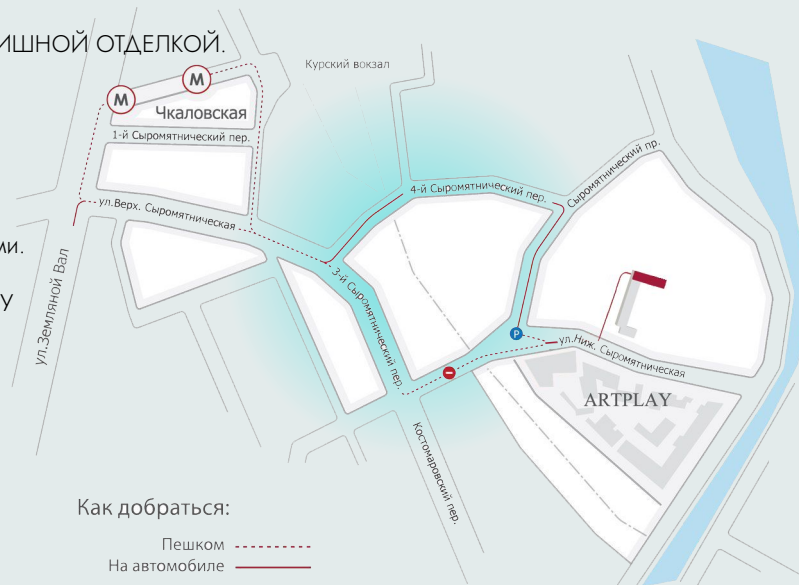 ИШНОЙ ОТДЕЛКОЙ.
Курский вокзал
М
М
Чкаловская
1-й Сыромятнический пер.
4-й Сыромятнический пер.
Сыромятнический пр.
ул.Верх. Сыромятническая
ми.
У
ул.Земляной Вал
3-й Сыромятнический пер.
P
ул.Ниж. Сыромятническая
ARTPLAY
Костомаровский пер.
Как добраться:
Пешком
На автомобиле